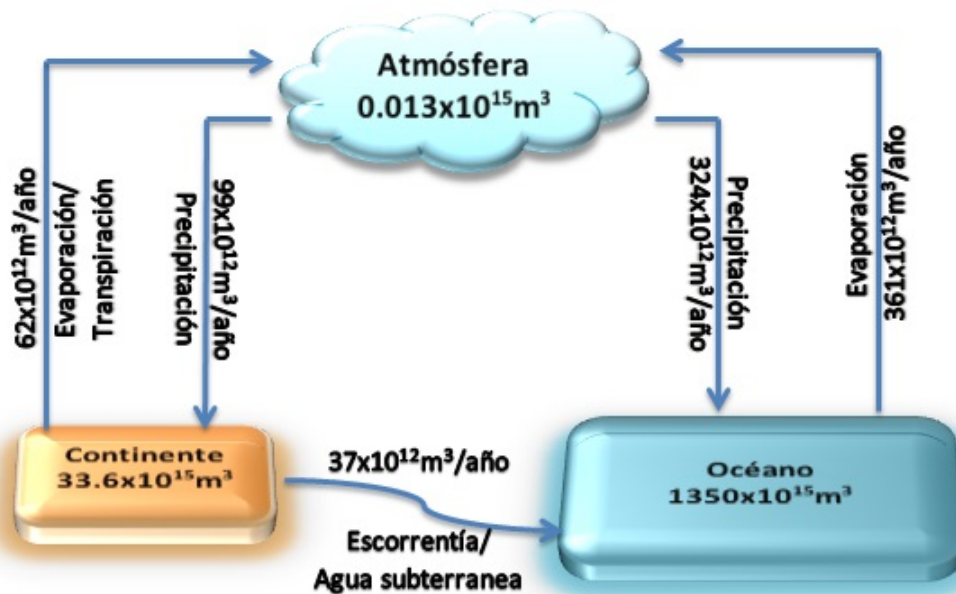 Atmósfera
0.013x10¹⁵m³
62x10¹²m³/año
Evaporación/
Transpiración
99x10¹²m³/año
Precipitación
Precipitación
324x10¹²m³/año
Evaporación
361x10¹²m³/año
Continente
33.6x10¹⁵m³
37x10¹²m³/año
Escorrentía/
Agua subterranea
Océano
1350x10¹⁵m³